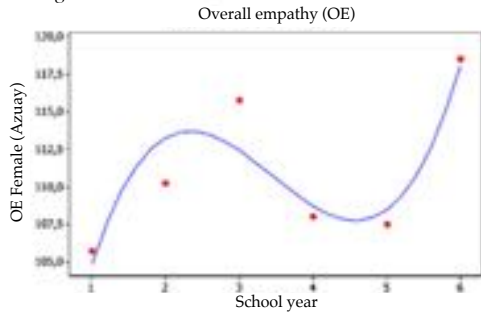 Overall empathy (OE)
OE Female (Azuay)
120,0
117,5
115,0
112,5
110,0
107,5
105,0
1 2 3 4 5 6
School year